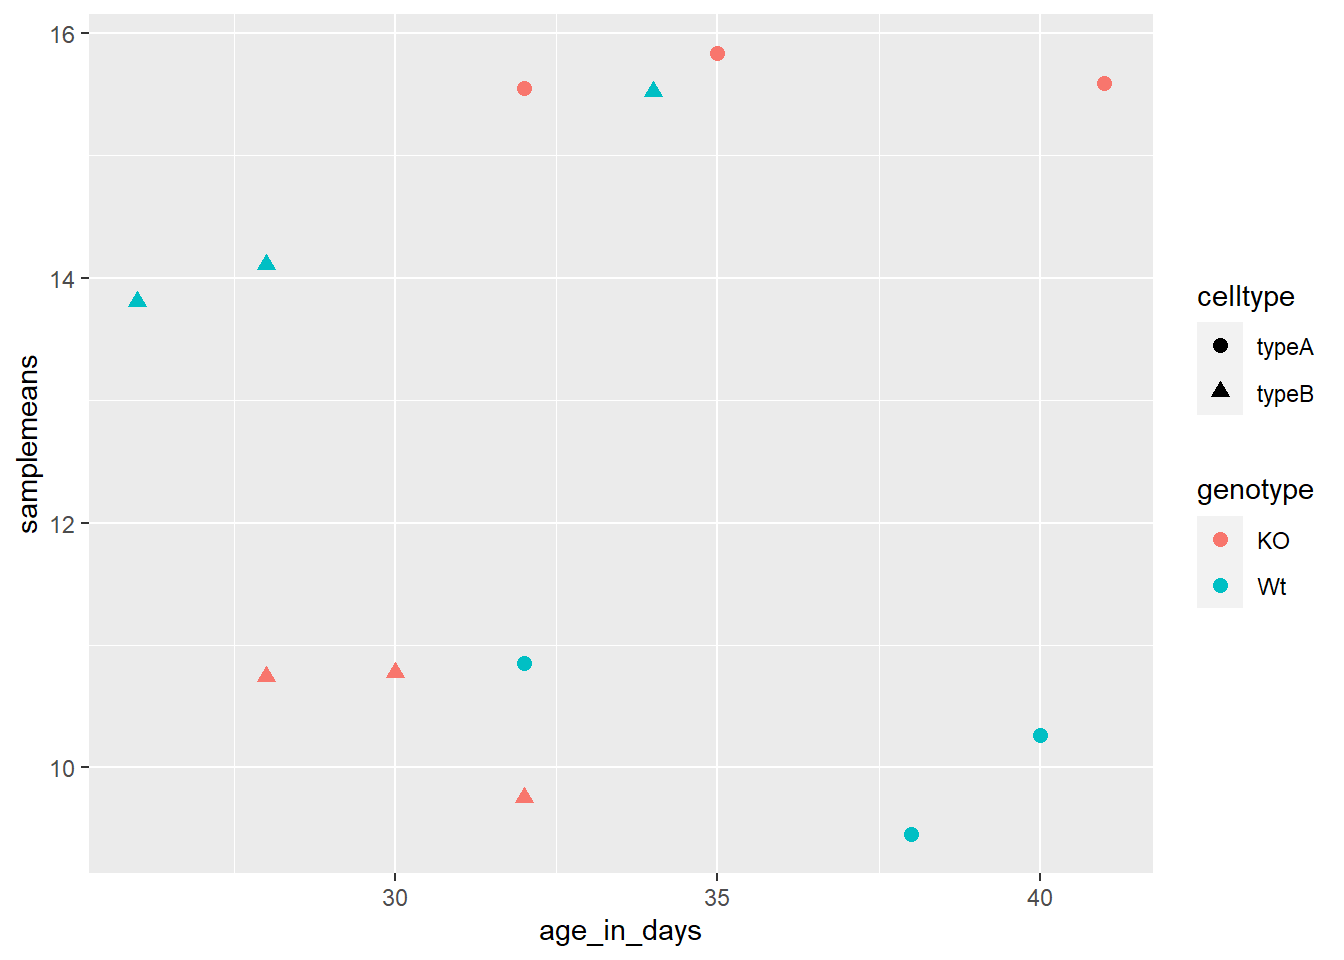 16
14
12
10
samplemeans
30 35 40
age_in_days
celltype
typeA
typeB
genotype
KO
Wt